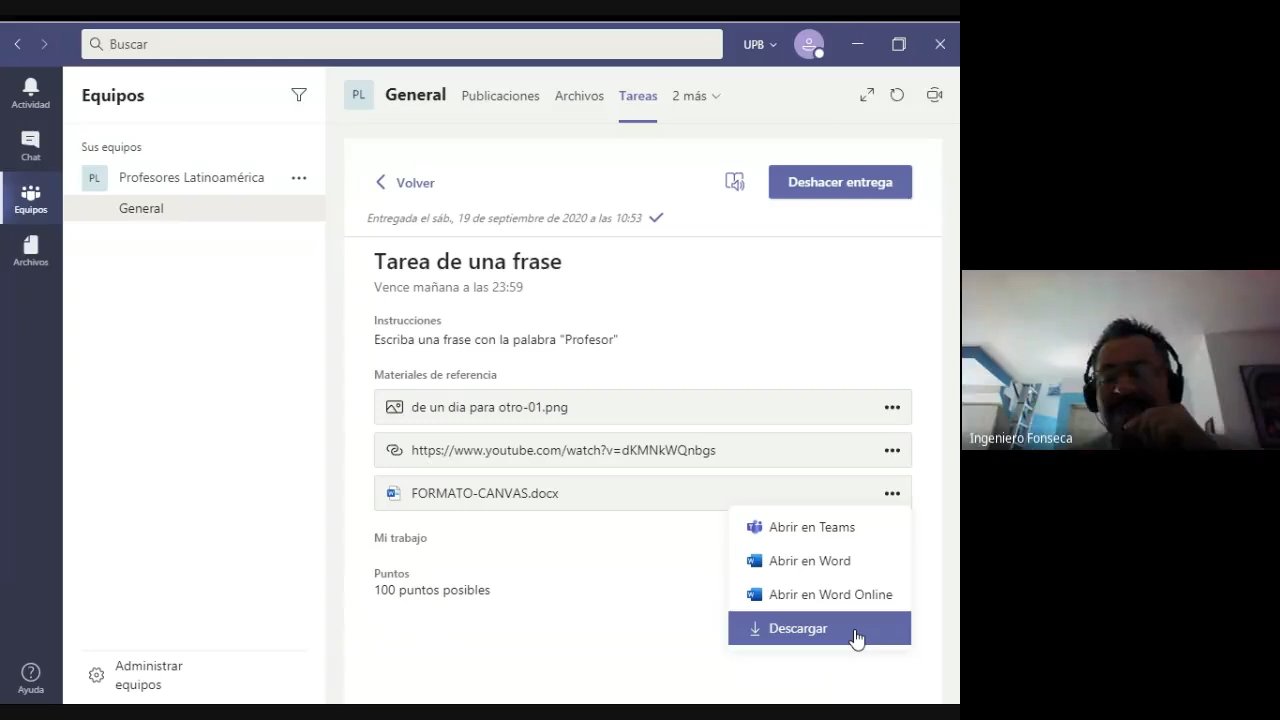 Buscar
UPB
Actividad
Chat
Equipos
Archivos
Ayuda
Equipos
Sus equipos
PL Profesores Latinoamérica
General
Administrar equipos
PL General Publicaciones Archivos Tareas 2 más
Volver
Deshacer entrega
Entregada el sáb., 19 de septiembre de 2020 a las 10:53
Tarea de una frase
Vence mañana a las 23:59
Instrucciones
Escriba una frase con la palabra "Profesor"
Materiales de referencia
de un dia para otro-01.png
https://www.youtube.com/watch?v=dKMNkWQnbgs
FORMATO-CANVAS.docx
Abrir en Teams
Abrir en Word
Abrir en Word Online
Descargar
Mi trabajo
Puntos
100 puntos posibles
Ingeniero Fonseca